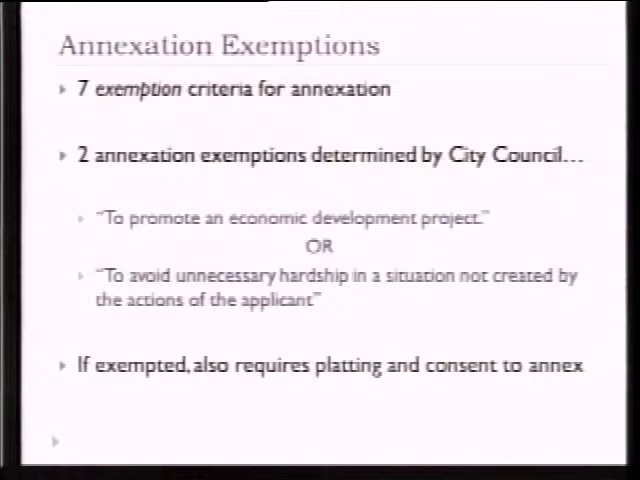 Annexation Exemptions
7 exemption criteria for annexation
2 annexation exemptions determined by City Council…
"To promote an economic development project."
OR
"To avoid unnecessary hardship in a situation not created by
the actions of the applicant"
If exempted, also requires platting and consent to annex